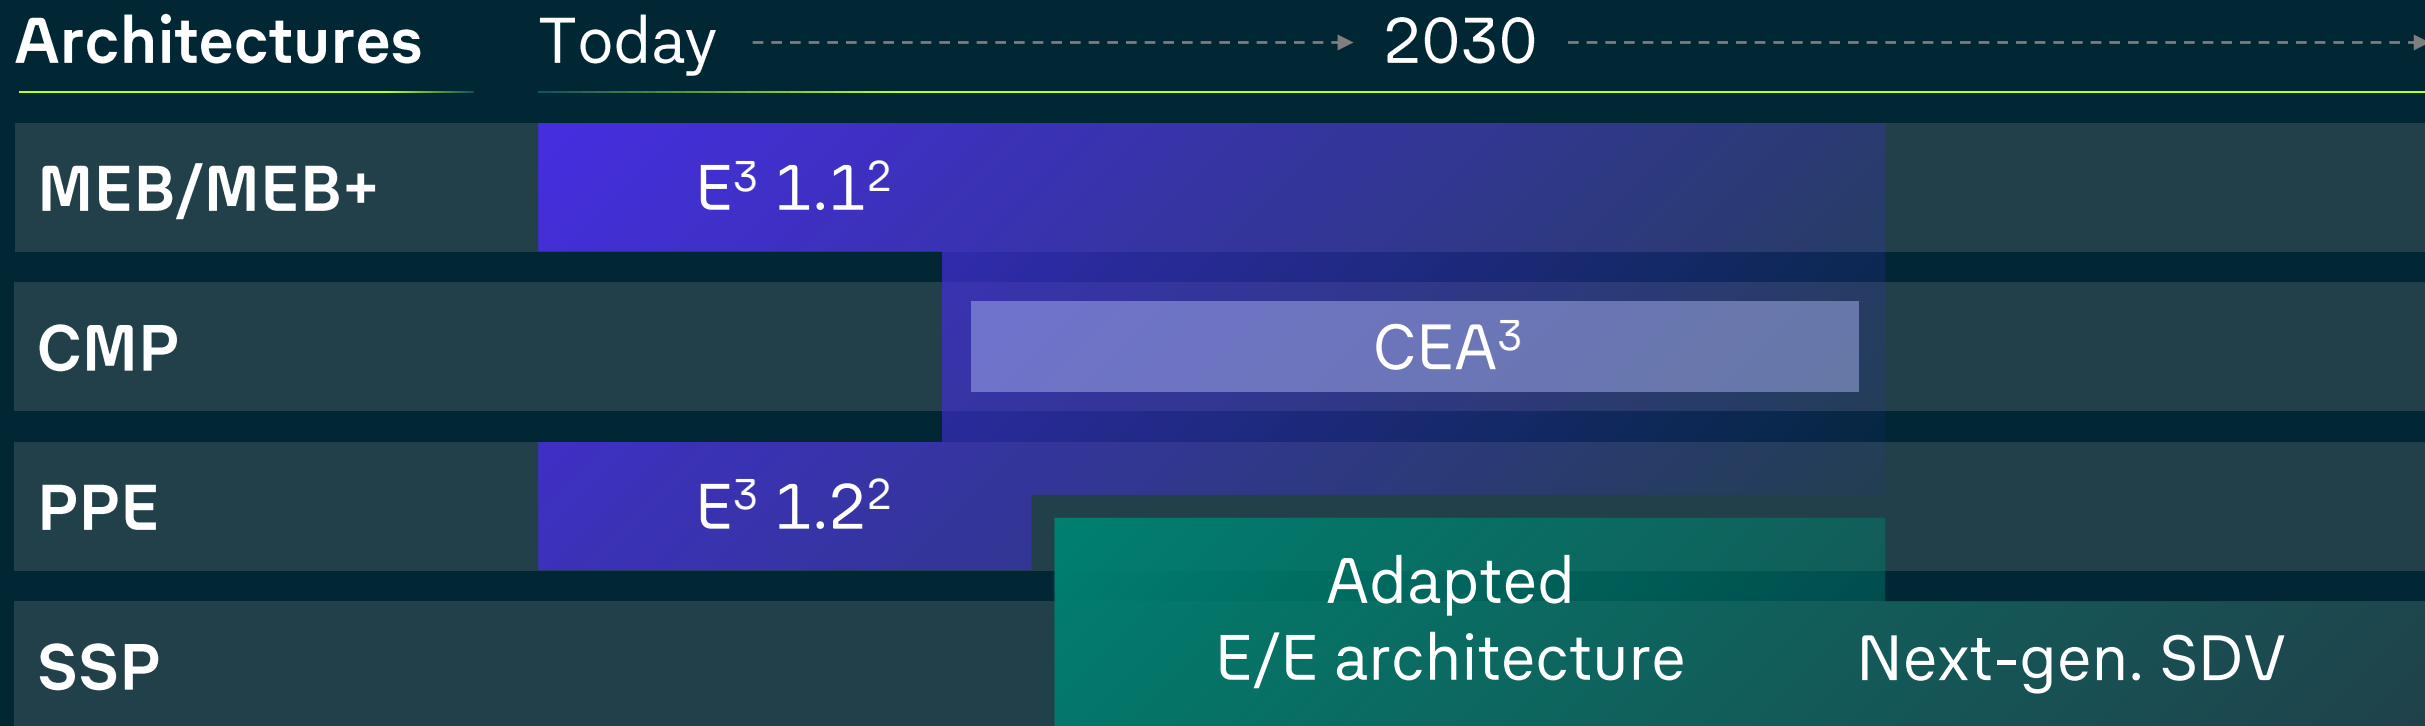 Architectures Today 2030
MEB/MEB+ E³ 1.1²
CMP CEA³
PPE E³ 1.2²
Adapted
E/E architecture
SSP Next-gen. SDV